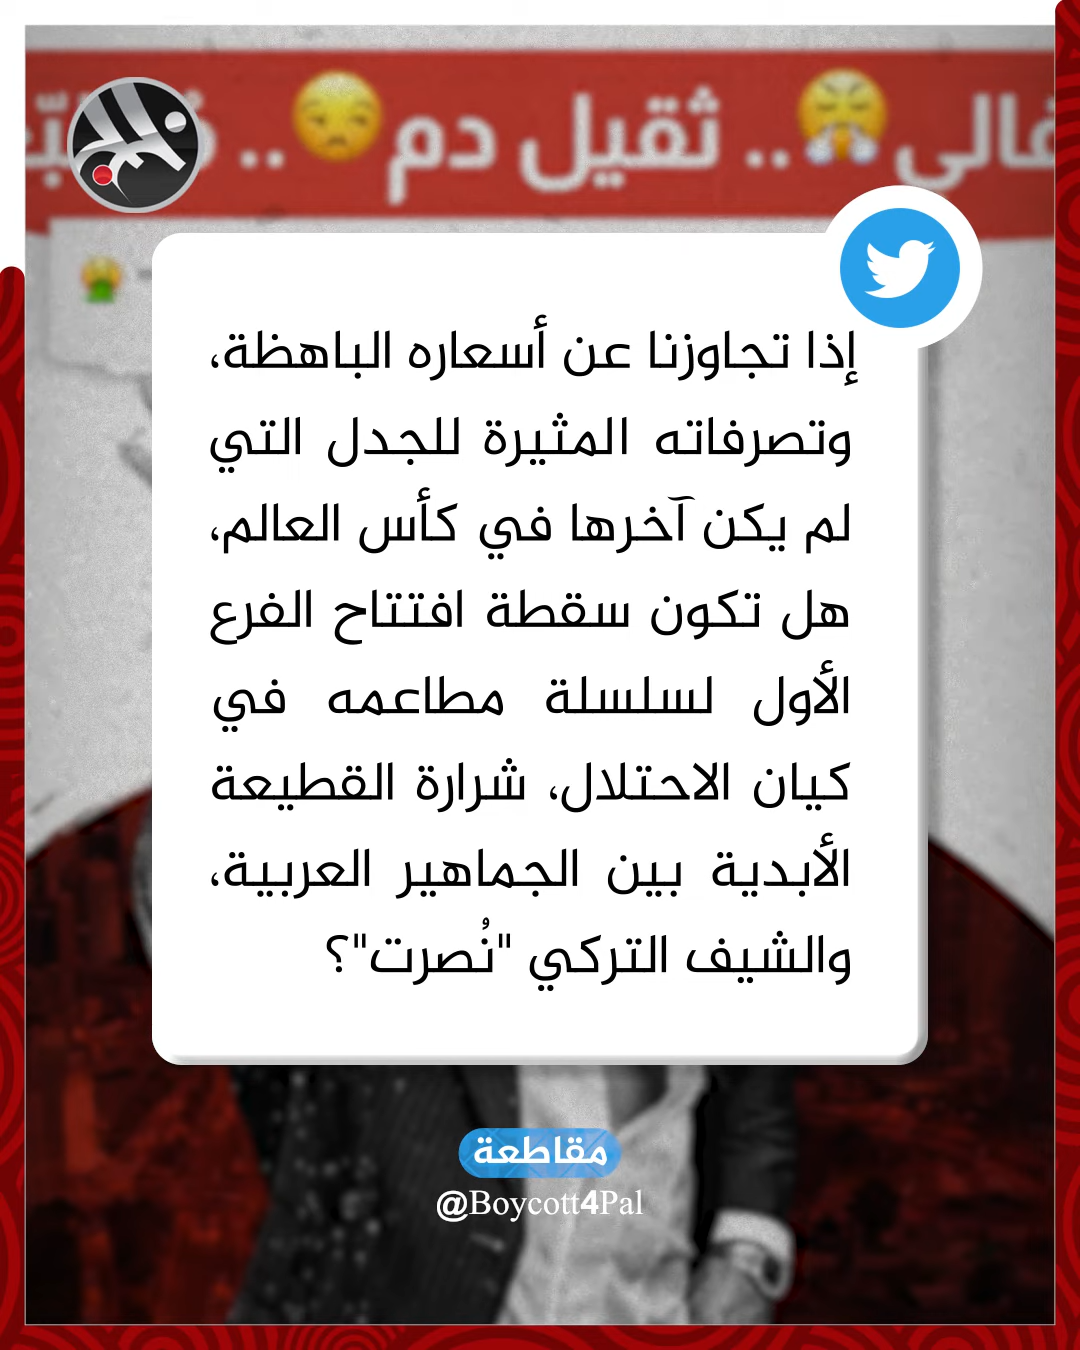 ثقيل دم
إذا تجاوزنا عن أسعاره الباهظة،
وتصرفاته المثيرة للجدل التي
لم يكن آخرها في كأس العالم،
هل تكون سقطة افتتاح الفرع
الأول لسلسلة مطاعمه في
كيان الاحتلال، شرارة القطيعة
الأبدية بين الجماهير العربية،
والشيف التركي "نُصرت"؟
مقاطعة
@Boycott4Pal